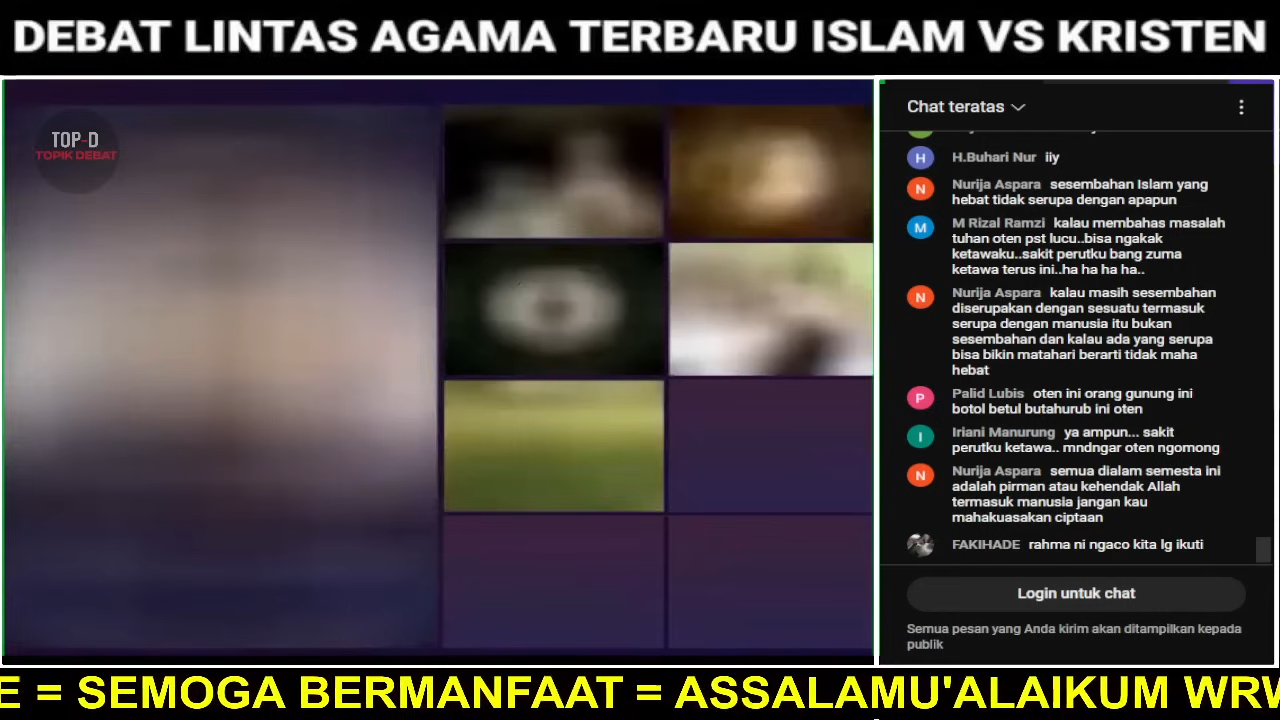 DEBAT LINTAS AGAMA TERBARU ISLAM VS KRISTEN
TOP-D
TOPIK DEBAT
Chat teratas
H H.Buhari Nur iiy
N Nurija Aspara sesembahan Islam yang
hebat tidak serupa dengan apapun
M M Rizal Ramzi kalau membahas masalah
tuhan oten pst lucu..bisa ngakak
ketawaku..sakit perutku bang zuma
ketawa terus ini..ha ha ha ha..
N Nurija Aspara kalau masih sesembahan
diserupakan dengan sesuatu termasuk
serupa dengan manusia itu bukan
sesembahan dan kalau ada yang serupa
bisa bikin matahari berarti tidak maha
hebat
P Palid Lubis oten ini orang gunung ini
botol betul butahurub ini oten
I Iriani Manurung ya ampun... sakit
perutku ketawa.. mndngar oten ngomong
N Nurija Aspara semua dialam semesta ini
adalah pirman atau kehendak Allah
termasuk manusia jangan kau
mahakuasakan ciptaan
FAKIHADE rahma ni ngaco kita lg ikuti
Login untuk chat
Semua pesan yang Anda kirim akan ditampilkan kepada
publik
E = SEMOGA BERMANFAAT = ASSALAMU'ALAIKUM WRW